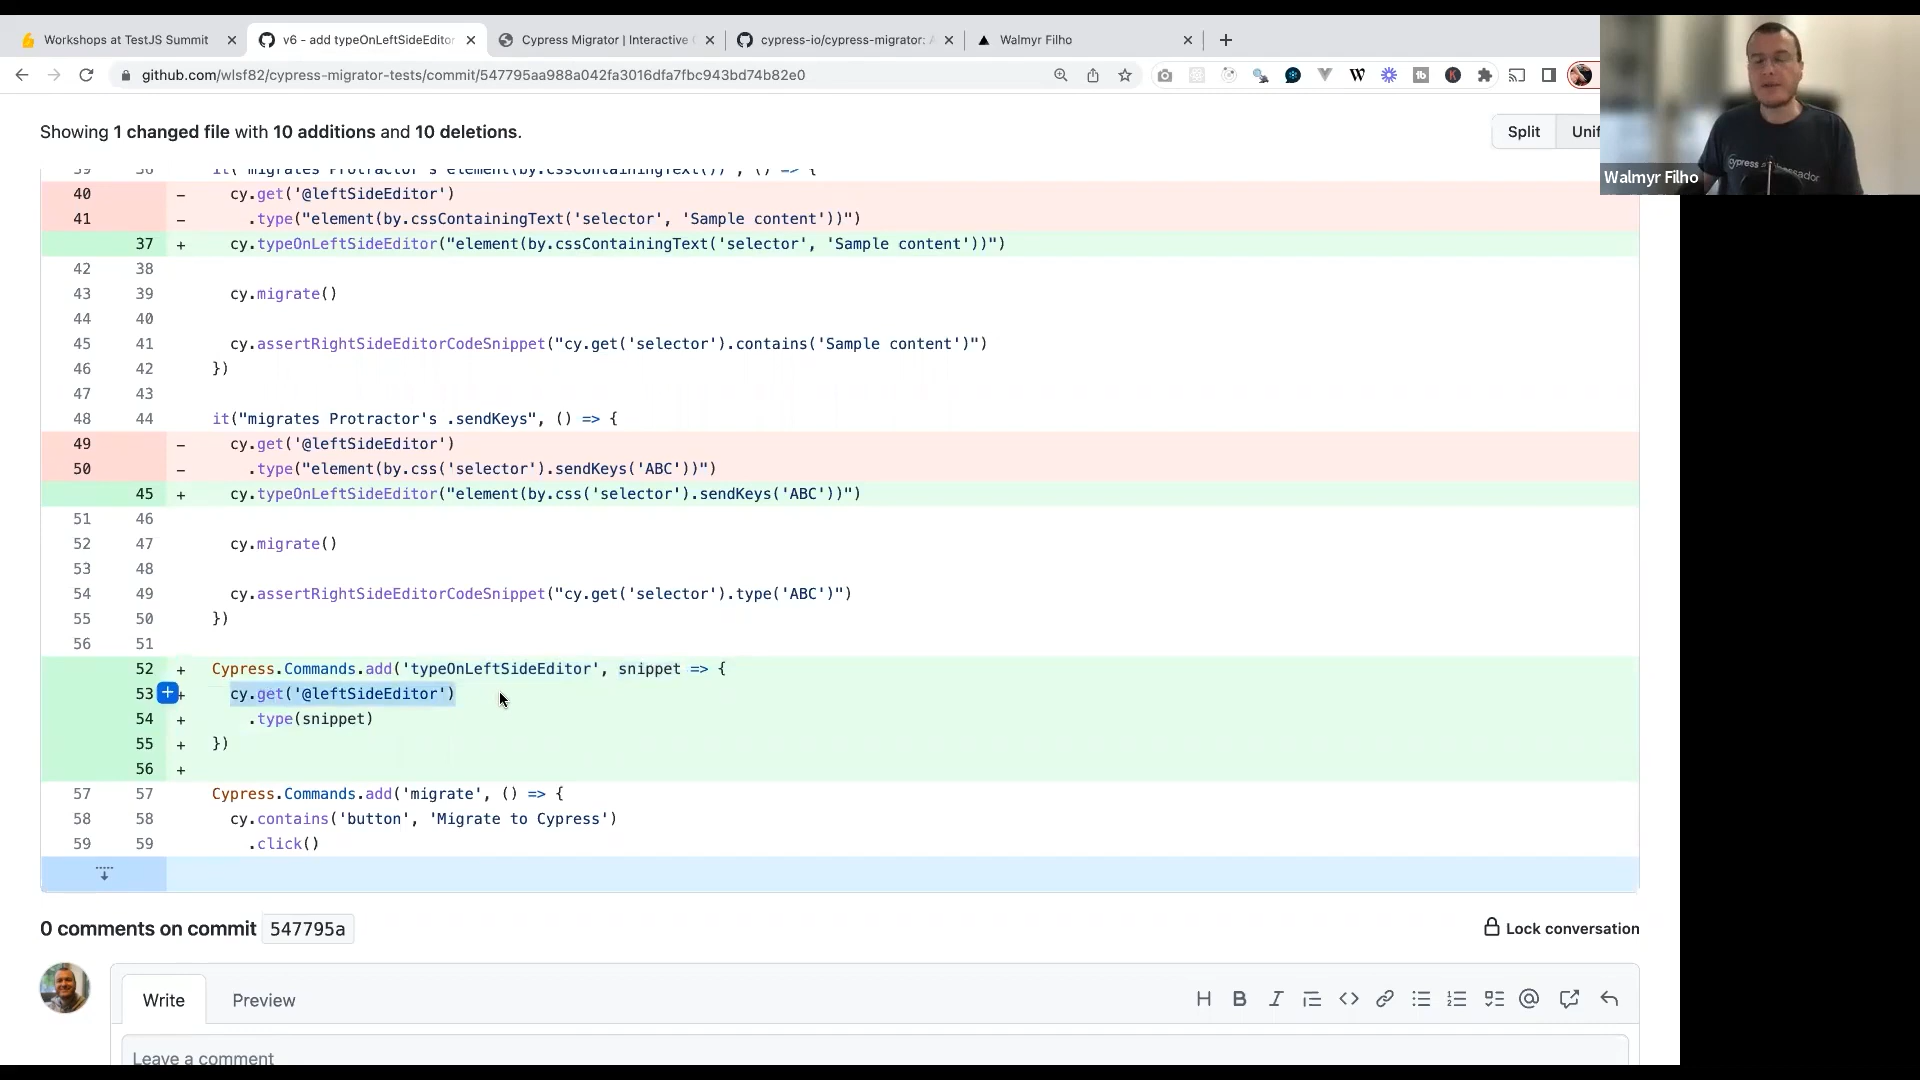 Workshops at TestJS Summit
v6 - add typeOnLeftSideEditor
Cypress Migrator | Interactive
cypress-io/cypress-migrator:
Walmyr Filho
github.com/wlsf82/cypress-migrator-tests/commit/547795aa988a042fa3016dfa7fbc943bd74b82e0
Showing 1 changed file with 10 additions and 10 deletions.
Split
Unif
Walmyr Filho
39 36 it("migrates Protractor's element(by.cssContainingText())", () => {
40 − cy.get('@leftSideEditor')
41 − .type("element(by.cssContainingText('selector', 'Sample content'))")
37 + cy.typeOnLeftSideEditor("element(by.cssContainingText('selector', 'Sample content'))")
42 38
43 39 cy.migrate()
44 40
45 41 cy.assertRightSideEditorCodeSnippet("cy.get('selector').contains('Sample content')")
46 42 })
47 43
48 44 it("migrates Protractor's .sendKeys", () => {
49 − cy.get('@leftSideEditor')
50 − .type("element(by.css('selector').sendKeys('ABC'))")
45 + cy.typeOnLeftSideEditor("element(by.css('selector').sendKeys('ABC'))")
51 46
52 47 cy.migrate()
53 48
54 49 cy.assertRightSideEditorCodeSnippet("cy.get('selector').type('ABC')")
55 50 })
56 51
52 + Cypress.Commands.add('typeOnLeftSideEditor', snippet => {
53 + cy.get('@leftSideEditor')
54 + .type(snippet)
55 + })
56 +
57 57 Cypress.Commands.add('migrate', () => {
58 58 cy.contains('button', 'Migrate to Cypress')
59 59 .click()
0 comments on commit 547795a
Lock conversation
Write
Preview
Leave a comment